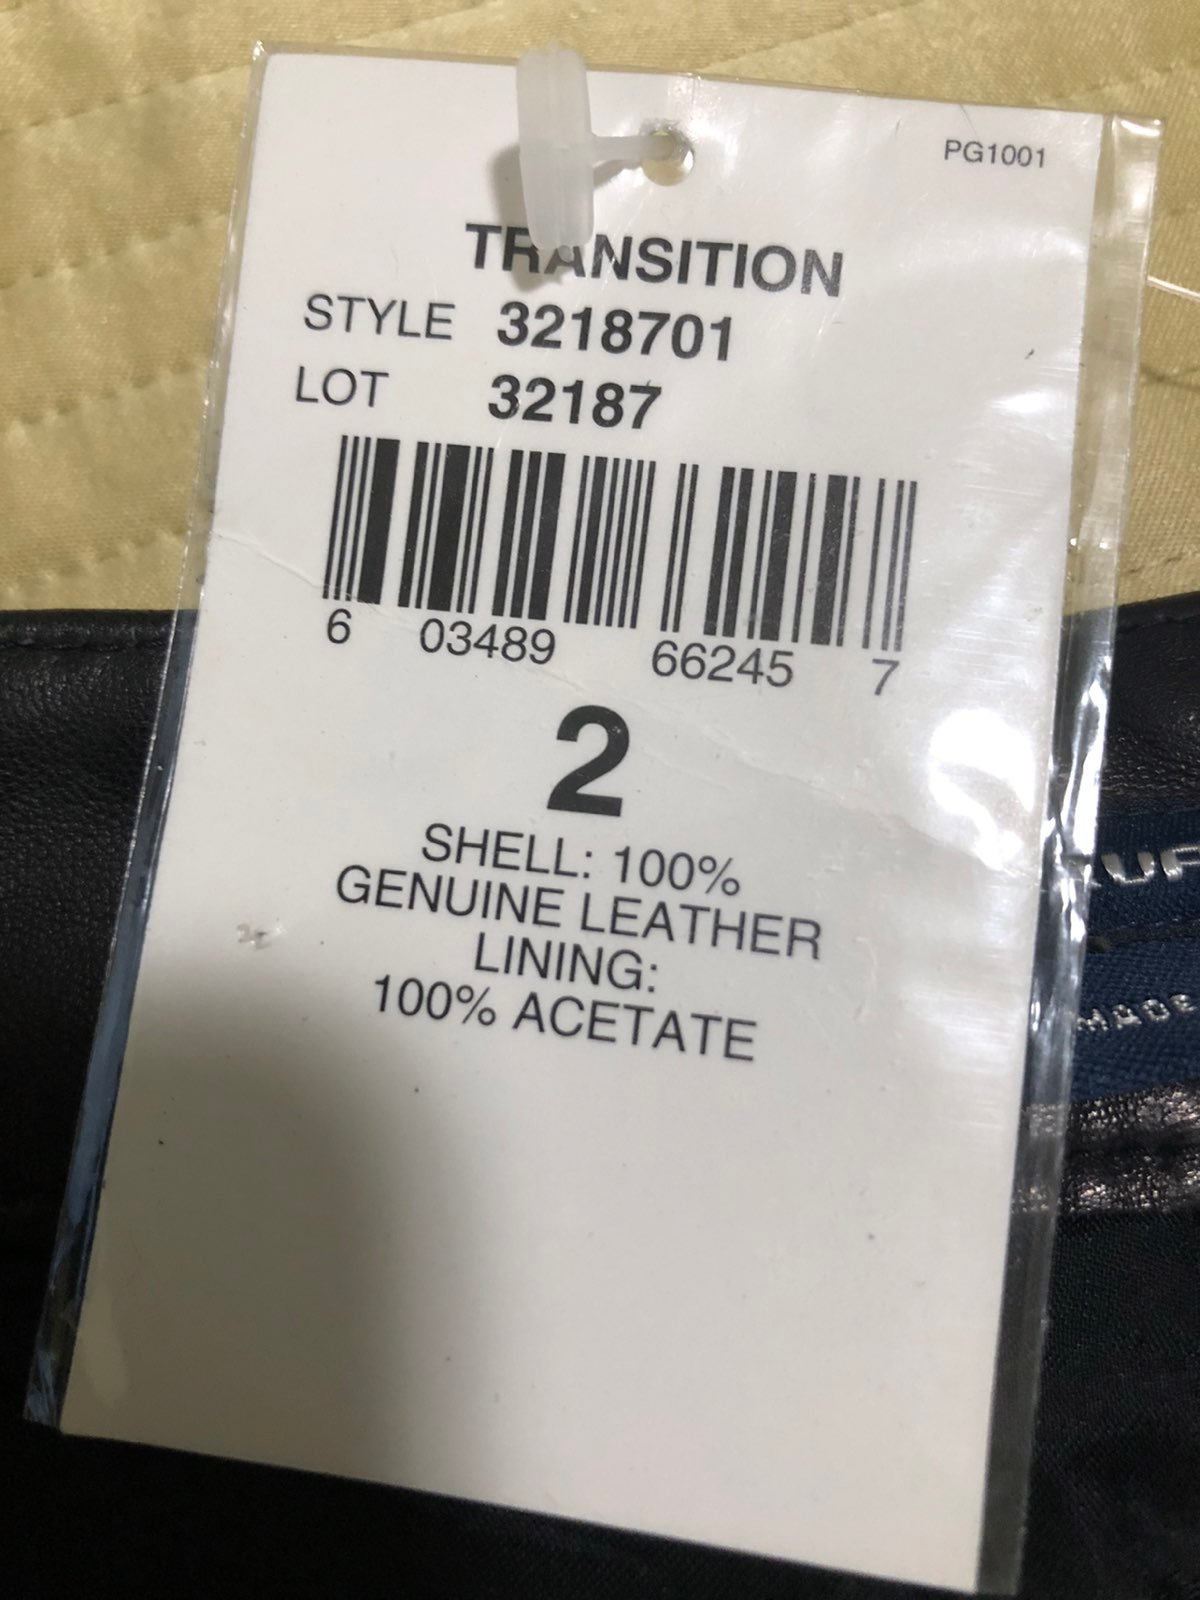 PG1001
TRANSITION
STYLE 3218701
LOT 32187
6 03489 66245 7
2
SHELL: 100%
GENUINE LEATHER
LINING:
100% ACETATE